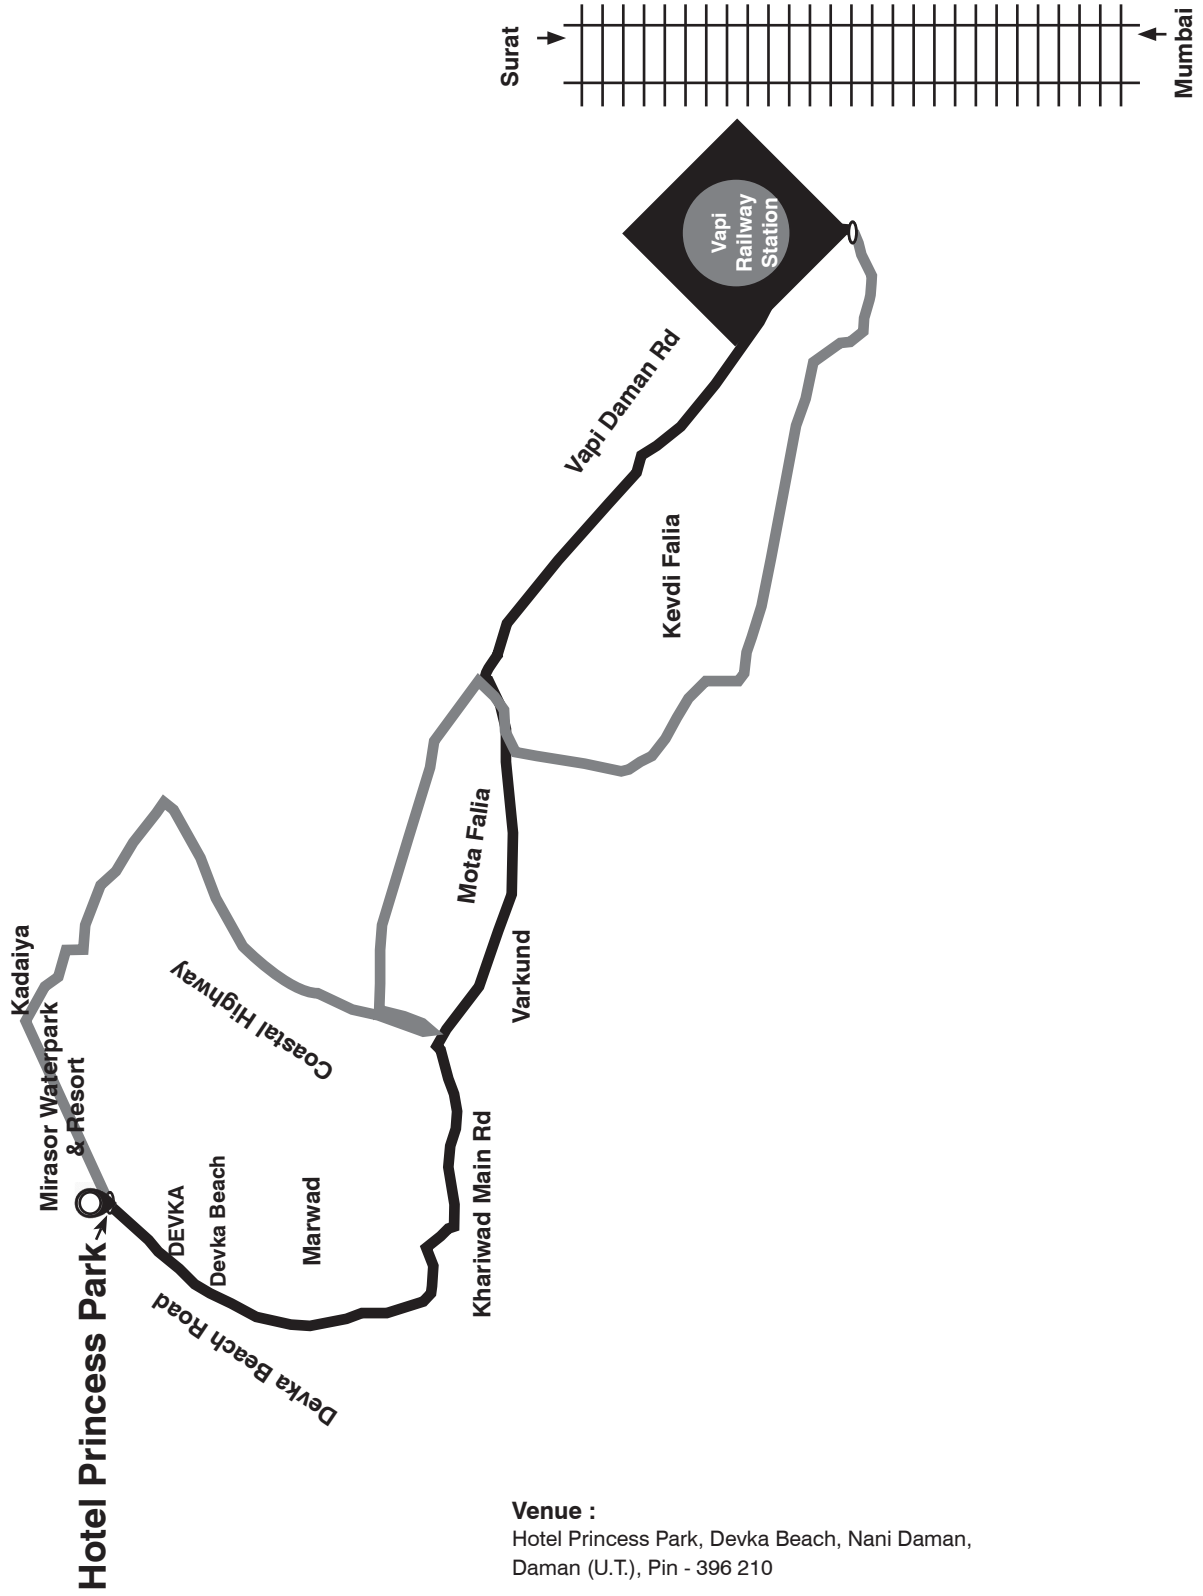 Surat
Mumbai
Vapi
Railway
Station
Vapi Daman Rd
Kevdi Falia
Mota Falia
Varkund
Kadaiya
Mirasor Waterpark
& Resort
Coastal Highway
DEVKA
Devka Beach
Marwad
Khariwad Main Rd
Devka Beach Road
Hotel Princess Park
Venue :
Hotel Princess Park, Devka Beach, Nani Daman,
Daman (U.T.), Pin - 396 210